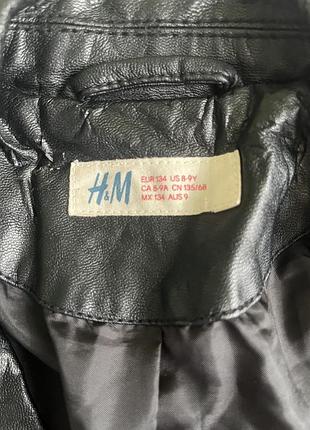 H&M
EUR 134 US 8-9Y
CA 8-9A CN 135/68
MX 134 AUS 9